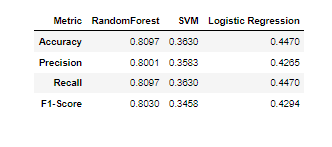 Metric RandomForest SVM Logistic Regression
Accuracy 0.8097 0.3630 0.4470
Precision 0.8001 0.3583 0.4265
Recall 0.8097 0.3630 0.4470
F1-Score 0.8030 0.3458 0.4294